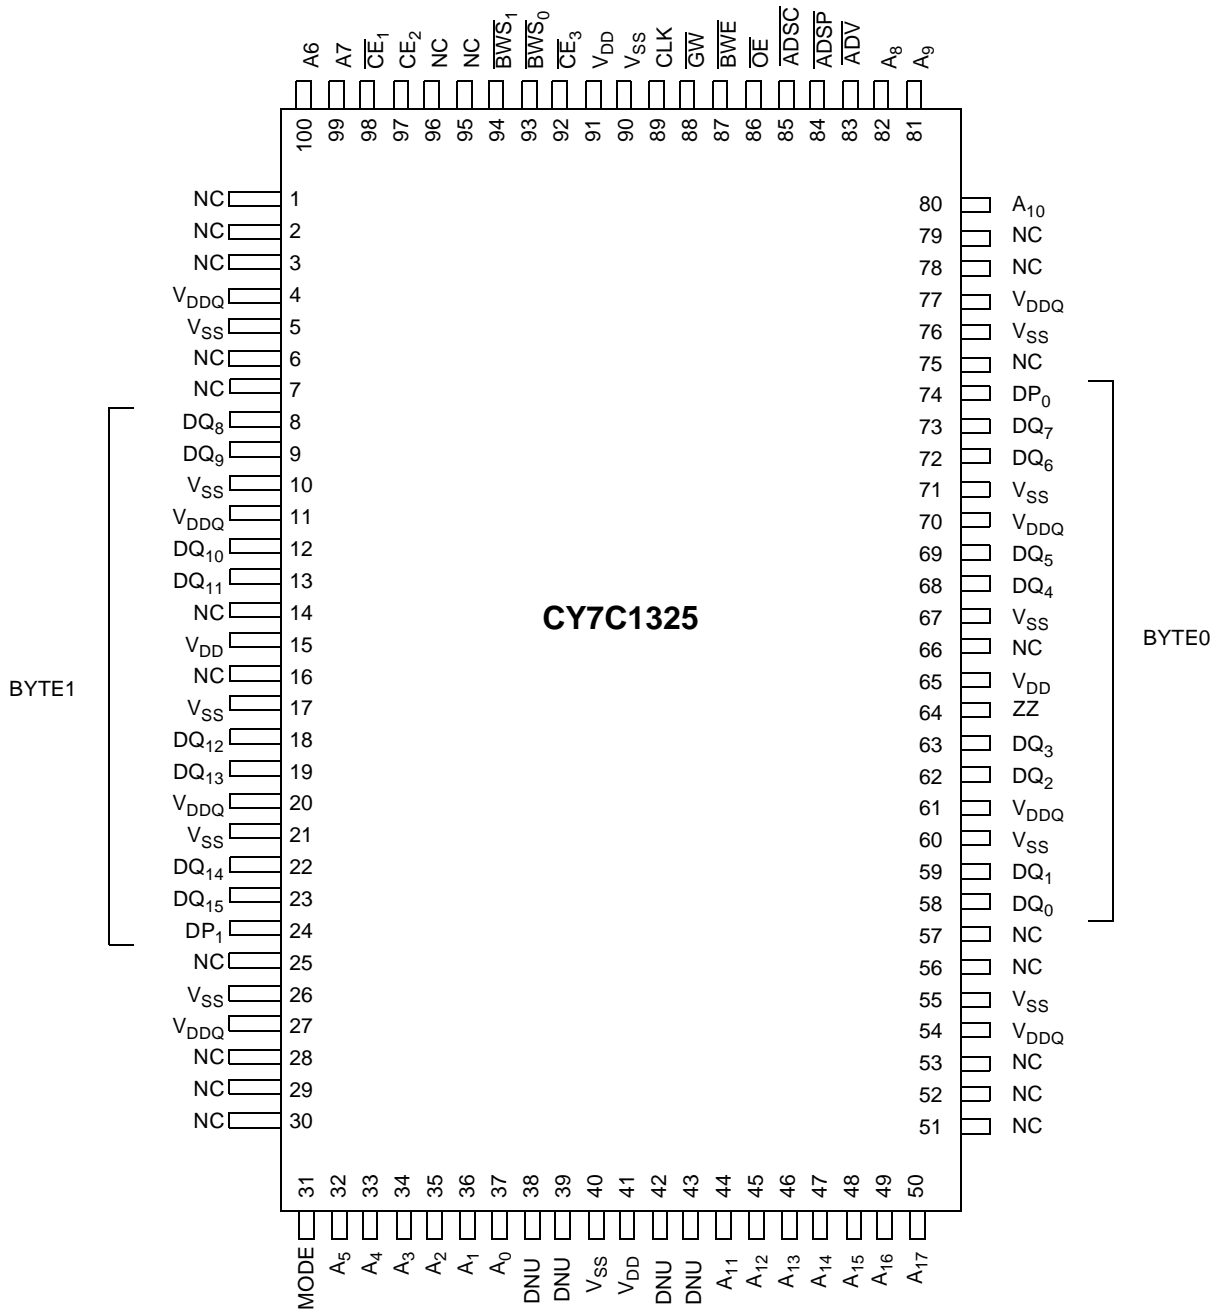 A6 A7 CE1 CE2 NC NC BWS1 BWS0 CE3 VDD VSS CLK GW BWE OE ADSC ADSP ADV A8 A9
100 99 98 97 96 95 94 93 92 91 90 89 88 87 86 85 84 83 82 81
NC 1
NC 2
NC 3
VDDQ 4
VSS 5
NC 6
NC 7
DQ8 8
DQ9 9
VSS 10
VDDQ 11
DQ10 12
DQ11 13
NC 14
VDD 15
NC 16
VSS 17
DQ12 18
DQ13 19
VDDQ 20
VSS 21
DQ14 22
DQ15 23
DP1 24
NC 25
VSS 26
VDDQ 27
NC 28
NC 29
NC 30
BYTE1
CY7C1325
80 A10
79 NC
78 NC
77 VDDQ
76 VSS
75 NC
74 DP0
73 DQ7
72 DQ6
71 VSS
70 VDDQ
69 DQ5
68 DQ4
67 VSS
66 NC
65 VDD
64 ZZ
63 DQ3
62 DQ2
61 VDDQ
60 VSS
59 DQ1
58 DQ0
57 NC
56 NC
55 VSS
54 VDDQ
53 NC
52 NC
51 NC
BYTE0
31 32 33 34 35 36 37 38 39 40 41 42 43 44 45 46 47 48 49 50
MODE A5 A4 A3 A2 A1 A0 DNU DNU VSS VDD DNU DNU A11 A12 A13 A14 A15 A16 A17